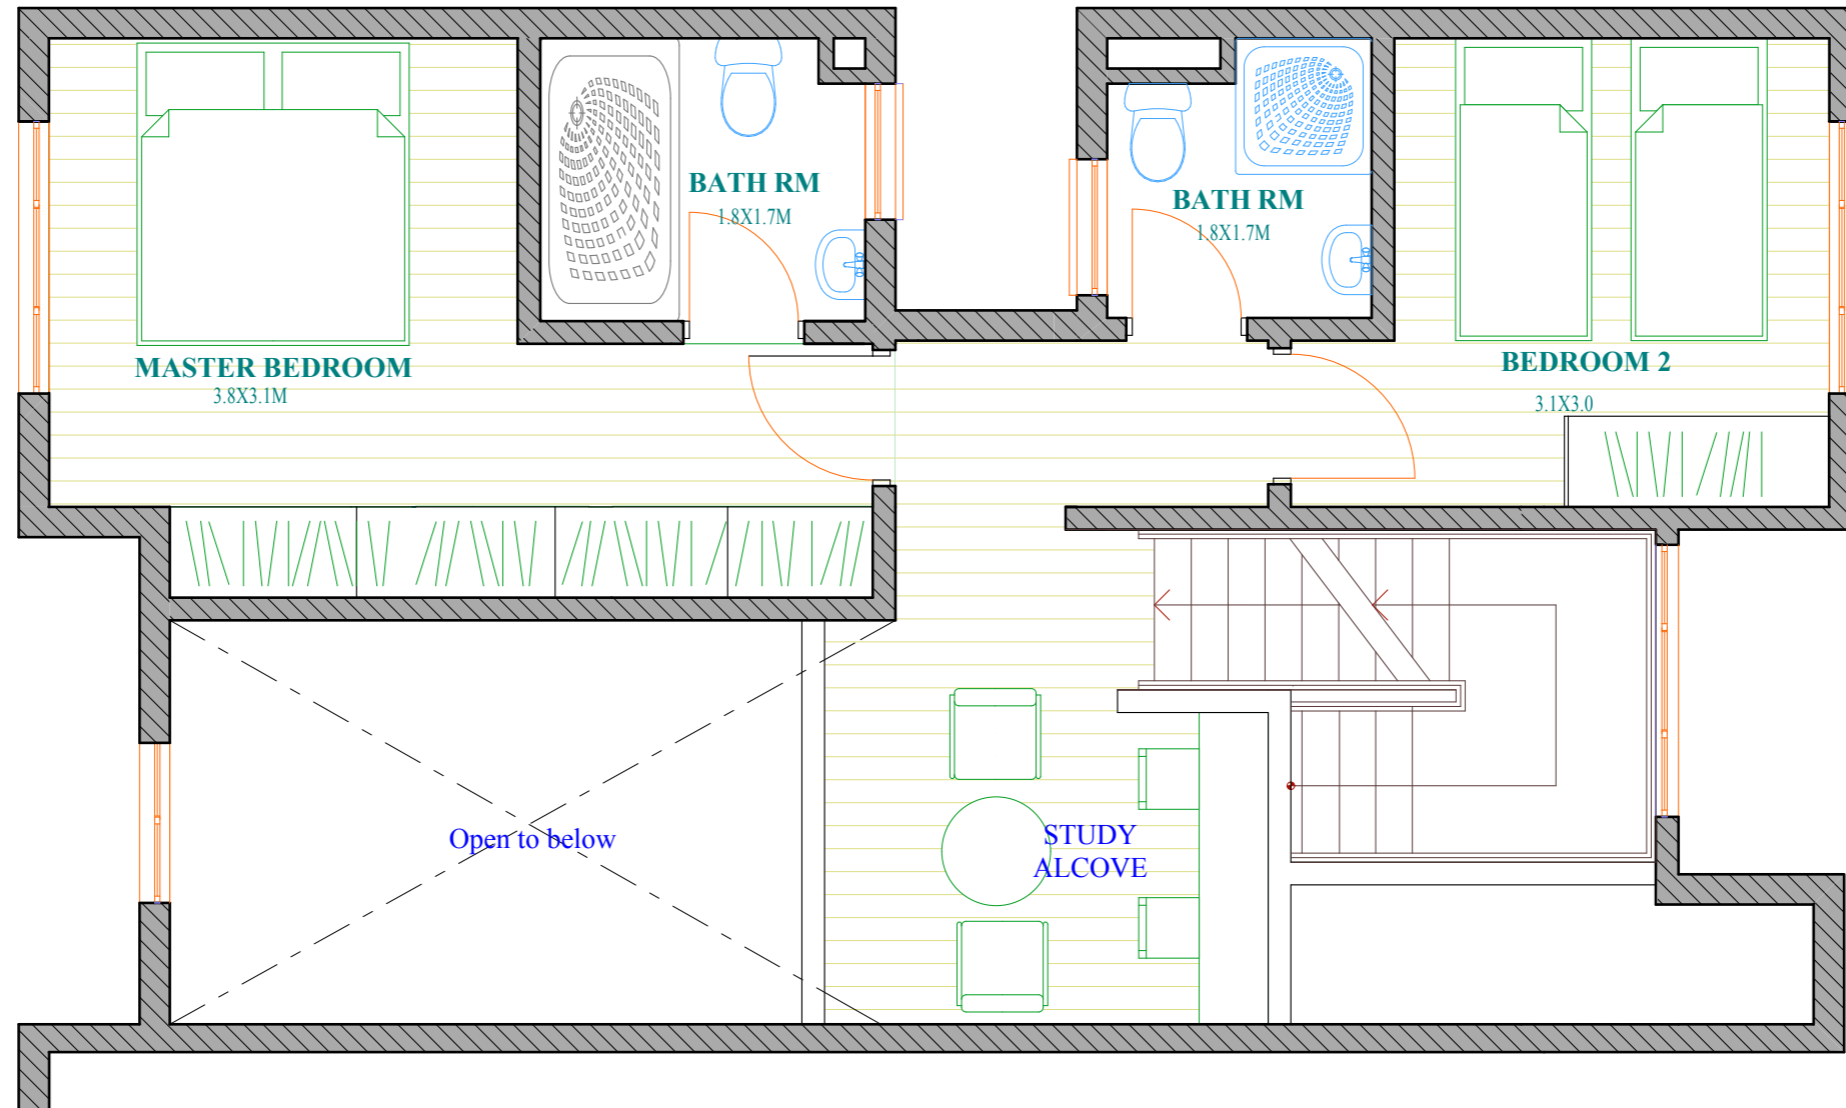 BATH RM
1.8X1.7M
BATH RM
1.8X1.7M
MASTER BEDROOM
3.8X3.1M
BEDROOM 2
3.1X3.0
Open to below
STUDY
ALCOVE